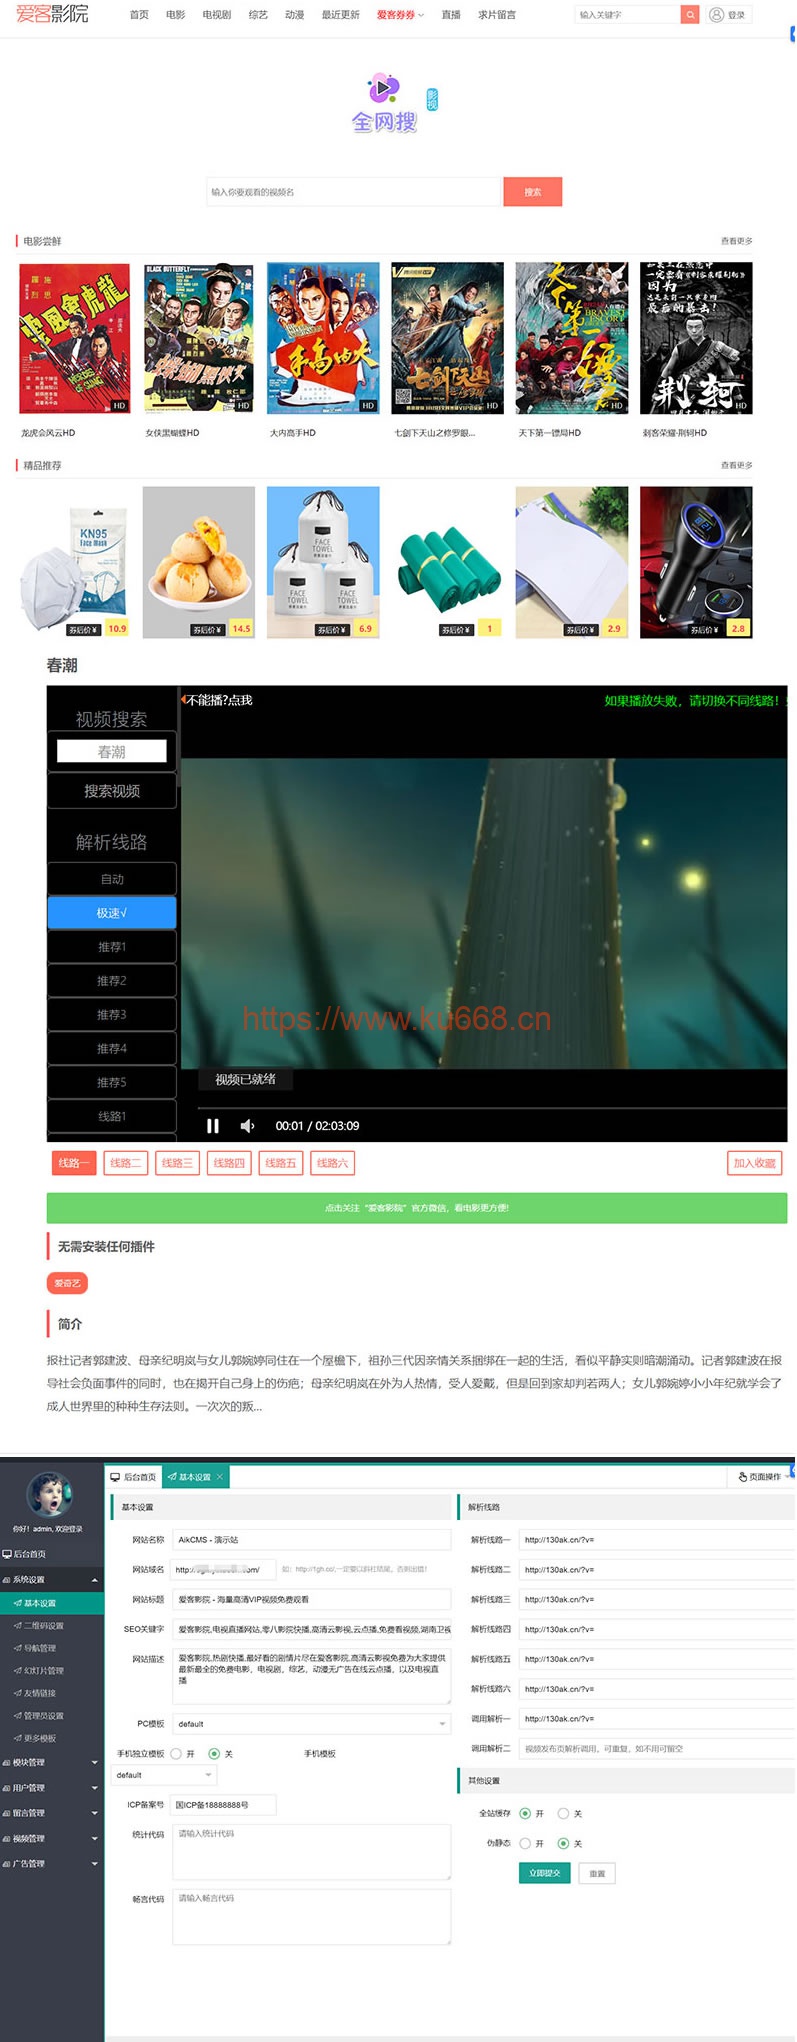 爱客影院
首页 电影 电视剧 综艺 动漫 最近更新 爱客券券 直播 求片留言
输入关键字
登录
全网搜
影视
输入你要观看的视频名
搜索
电影尝鲜
查看更多
BLACK BUTTERFLY
HD HD HD HD HD HD
龙虎会风云HD 女侠黑蝴蝶HD 大内高手HD 七剑下天山之修罗眼... 天下第一镖局HD 刺客荣耀·荆轲HD
精品推荐
查看更多
KN95
Face Mask
FACE
TOWEL
FACE
TOWEL
FACE
TOWEL
券后价¥ 10.9 券后价¥ 14.5 券后价¥ 6.9 券后价¥ 1 券后价¥ 2.9 券后价¥ 2.8
春潮
不能播?点我
如果播放失败，请切换不同线路！
视频搜索
春潮
搜索视频
解析线路
自动
极速√
推荐1
推荐2
推荐3
推荐4
推荐5
线路1
https://www.ku668.cn
视频已就绪
00:01 / 02:03:09
线路一 线路二 线路三 线路四 线路五 线路六
加入收藏
点击关注“爱客影院”官方微信，看电影更方便!
无需安装任何插件
爱奇艺
简介
报社记者郭建波、母亲纪明岚与女儿郭婉婷同住在一个屋檐下，祖孙三代因亲情关系捆绑在一起的生活，看似平静实则暗潮涌动。记者郭建波在报
导社会负面事件的同时，也在揭开自己身上的伤疤；母亲纪明岚在外为人热情，受人爱戴，但是回到家却判若两人；女儿郭婉婷小小年纪就学会了
成人世界里的种种生存法则。一次次的叛...
你好！admin, 欢迎登录
后台首页
系统设置
基本设置
二维码设置
导航管理
幻灯片管理
友情链接
管理员设置
更多模板
模块管理
用户管理
留言管理
视频管理
广告管理
后台首页 基本设置
页面操作
基本设置
网站名称 AikCMS - 演示站
网站域名 http://
网站标题 爱客影院 - 海量高清VIP视频免费观看
SEO关键字 爱客影院,电视直播网站,零八影院快播,高清云影视,云点播,免费看视频,湖南卫视
网站描述 爱客影院,热剧快播,最好看的剧情片尽在爱客影院,高清云影视免费为大家提供
最新最全的免费电影，电视剧，综艺，动漫无广告在线云点播，以及电视直
播
PC模板 default
手机独立模板 开 关 手机模板
default
ICP备案号 国ICP备18888888号
统计代码 请输入统计代码
畅言代码 请输入畅言代码
解析线路
解析线路一 http://130ak.cn/?v=
解析线路二 http://130ak.cn/?v=
解析线路三 http://130ak.cn/?v=
解析线路四 http://130ak.cn/?v=
解析线路五 http://130ak.cn/?v=
解析线路六 http://130ak.cn/?v=
调用解析一 http://130ak.cn/?v=
调用解析二 视频发布页解析调用，可重复，如不用可留空
其他设置
全站缓存 开 关
伪静态 开 关
立即提交 重置